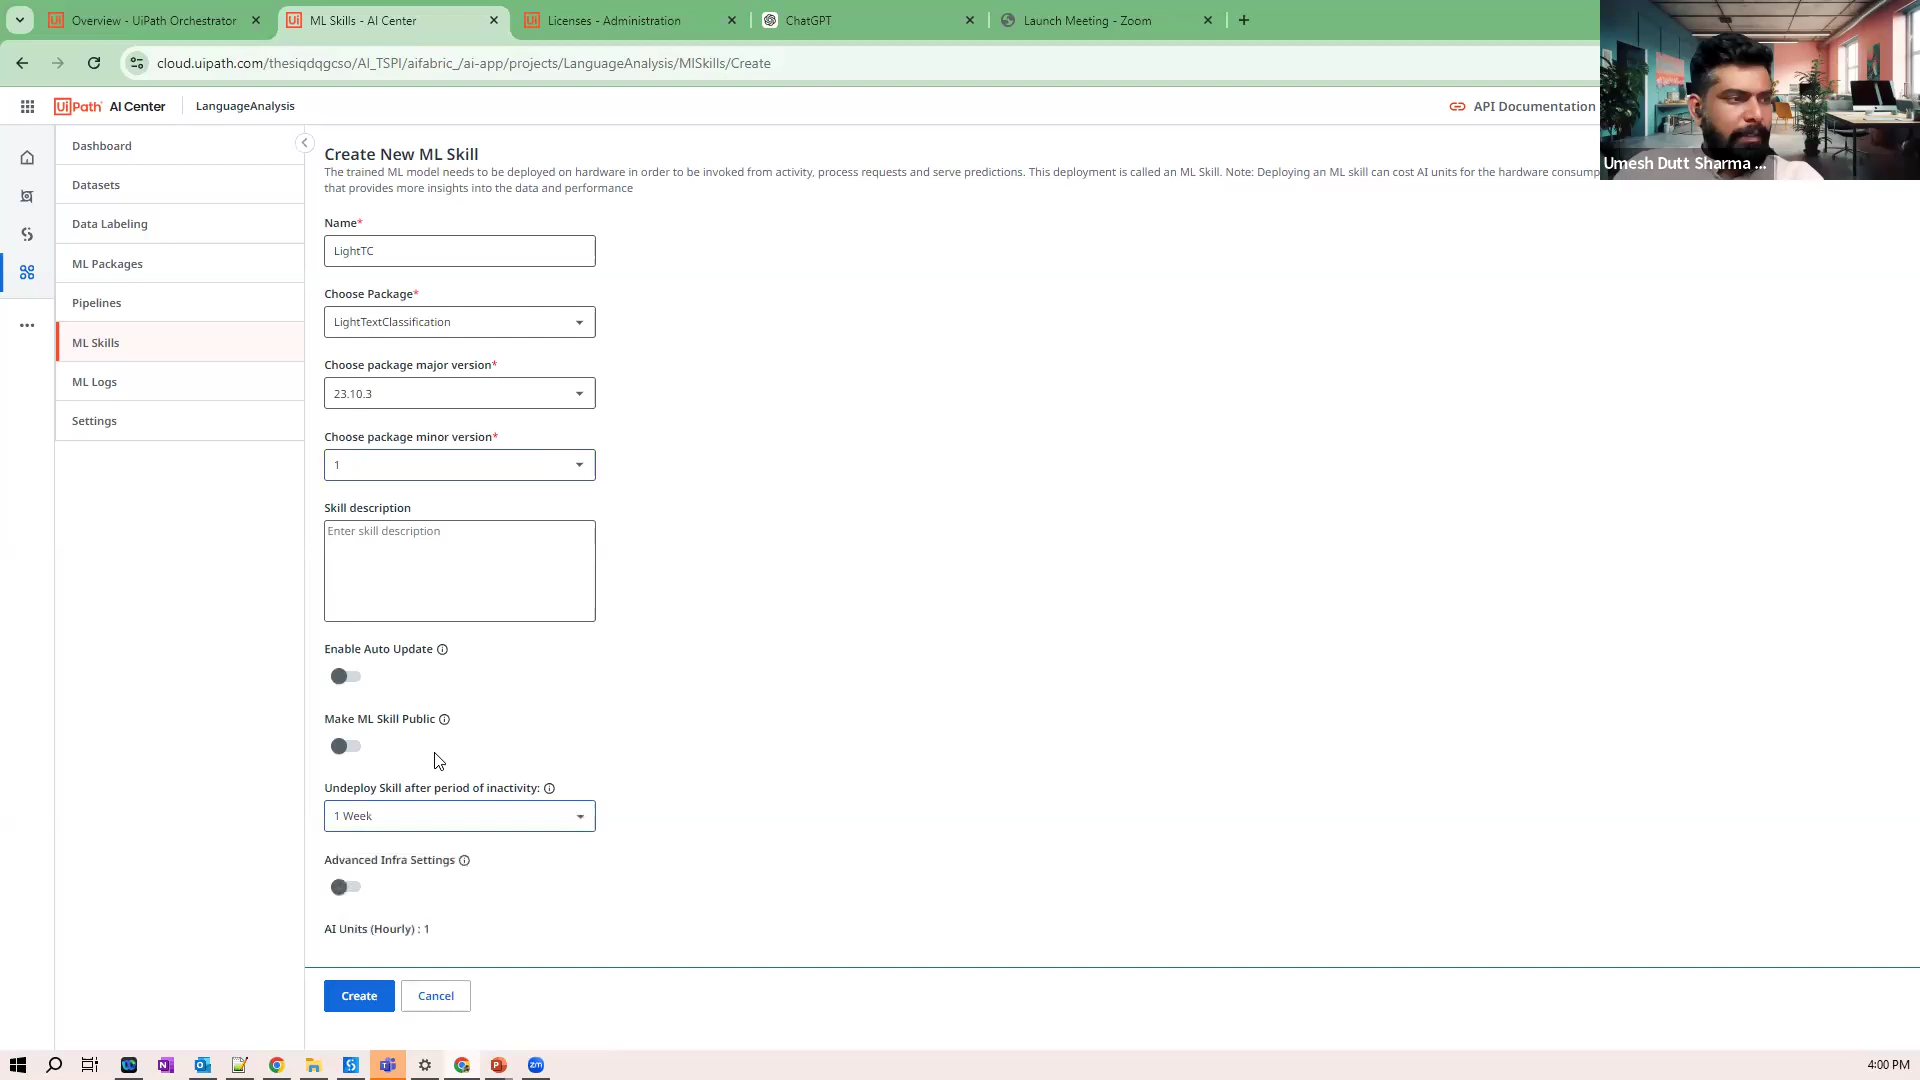 Overview - UiPath Orchestrator
ML Skills - AI Center
Licenses - Administration
ChatGPT
Launch Meeting - Zoom
cloud.uipath.com/thesiqdqgcso/AI_TSPI/aifabric_/ai-app/projects/LanguageAnalysis/MlSkills/Create
UiPath AI Center
LanguageAnalysis
API Documentation
Umesh Dutt Sharma ...
Dashboard
Datasets
Data Labeling
ML Packages
Pipelines
ML Skills
ML Logs
Settings
Create New ML Skill
The trained ML model needs to be deployed on hardware in order to be invoked from activity, process requests and serve predictions. This deployment is called an ML Skill. Note: Deploying an ML skill can cost AI units for the hardware consump
that provides more insights into the data and performance
Name*
LightTC
Choose Package*
LightTextClassification
Choose package major version*
23.10.3
Choose package minor version*
1
Skill description
Enter skill description
Enable Auto Update
Make ML Skill Public
Undeploy Skill after period of inactivity:
1 Week
Advanced Infra Settings
AI Units (Hourly) : 1
Create
Cancel
4:00 PM